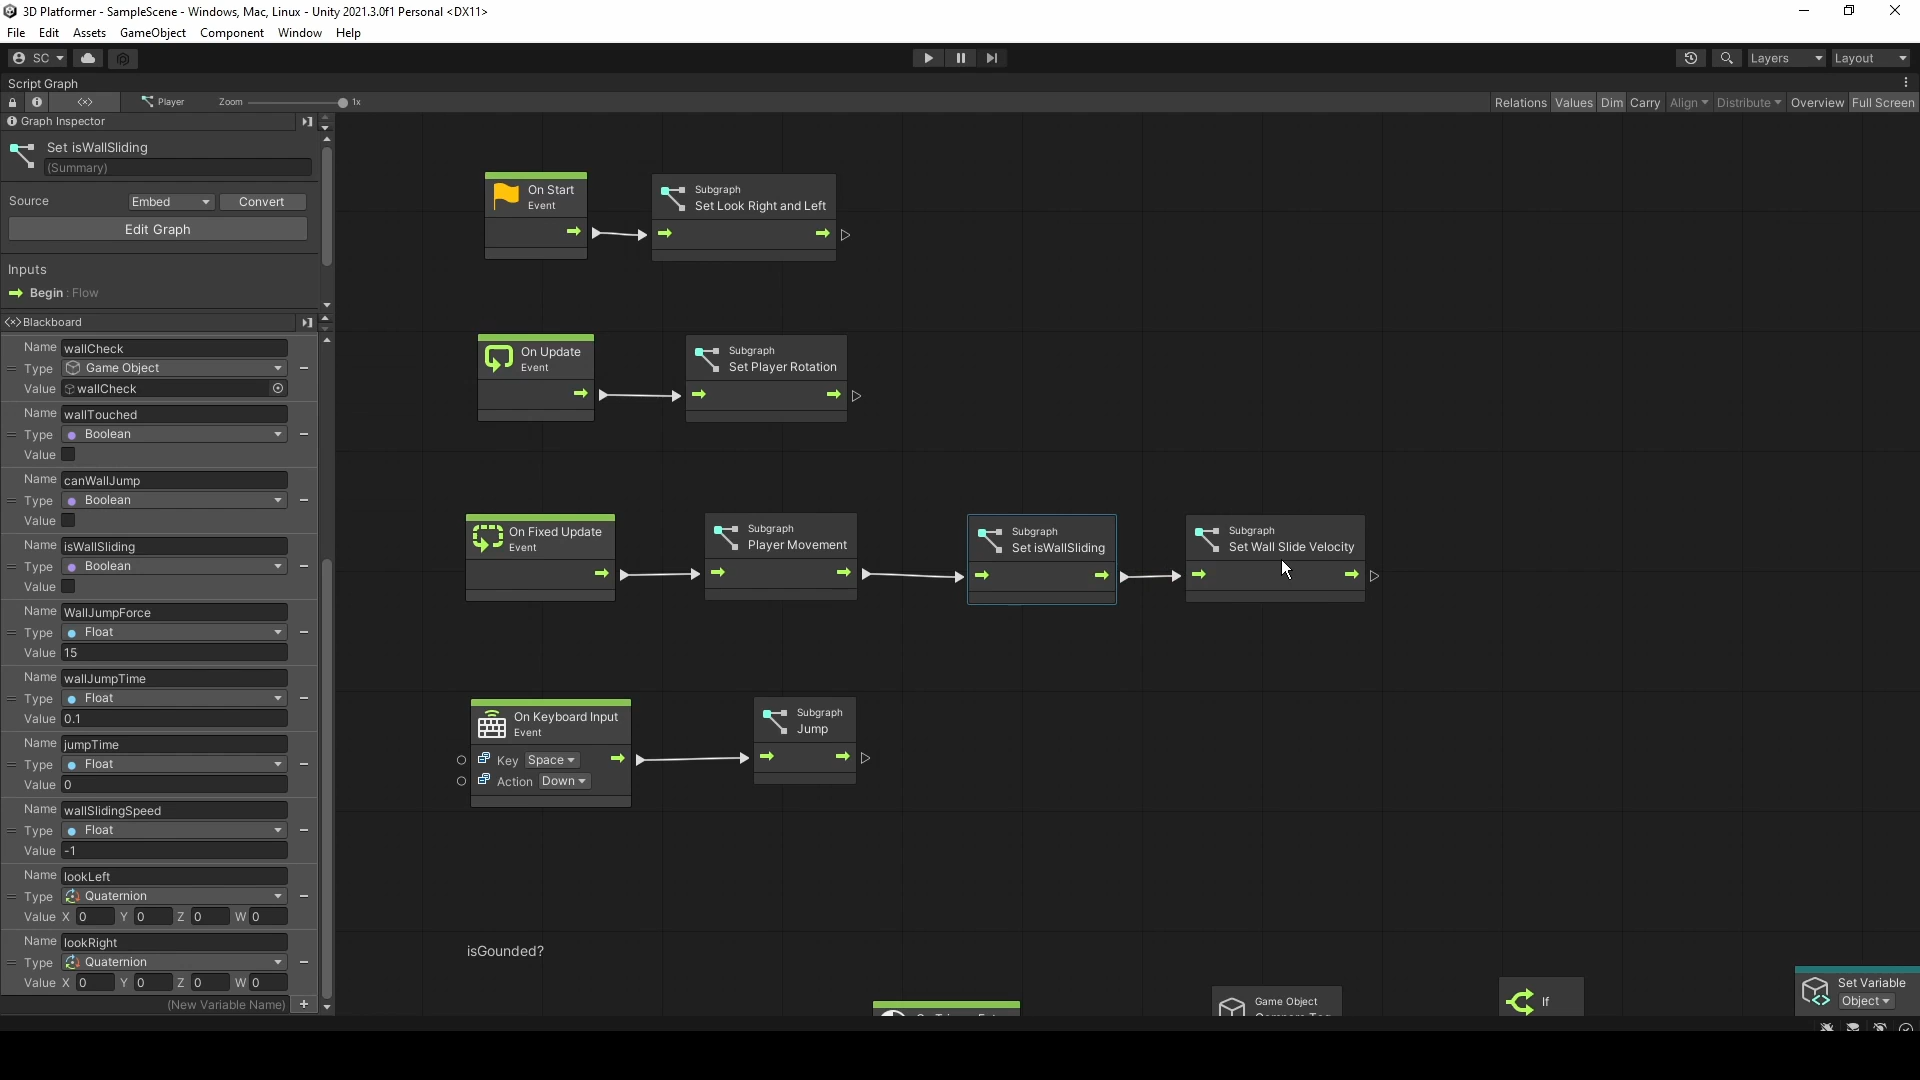 3D Platformer - SampleScene - Windows, Mac, Linux - Unity 2021.3.0f1 Personal <DX11>
File Edit Assets GameObject Component Window Help
SC Layers Layout
Script Graph
Player Zoom 1x Relations Values Dim Carry Align Distribute Overview Full Screen
Graph Inspector
Set isWallSliding
(Summary)
Source Embed Convert
Edit Graph
Inputs
Begin : Flow
Blackboard
Name wallCheck
Type Game Object
Value wallCheck
Name wallTouched
Type Boolean
Value
Name canWallJump
Type Boolean
Value
Name isWallSliding
Type Boolean
Value
Name WallJumpForce
Type Float
Value 15
Name wallJumpTime
Type Float
Value 0.1
Name jumpTime
Type Float
Value 0
Name wallSlidingSpeed
Type Float
Value -1
Name lookLeft
Type Quaternion
Value X 0 Y 0 Z 0 W 0
Name lookRight
Type Quaternion
Value X 0 Y 0 Z 0 W 0
(New Variable Name)
On Start
Event
Subgraph
Set Look Right and Left
On Update
Event
Subgraph
Set Player Rotation
On Fixed Update
Event
Subgraph
Player Movement
Subgraph
Set isWallSliding
Subgraph
Set Wall Slide Velocity
On Keyboard Input
Event
Key Space
Action Down
Subgraph
Jump
isGounded?
Game Object
If
Set Variable
Object